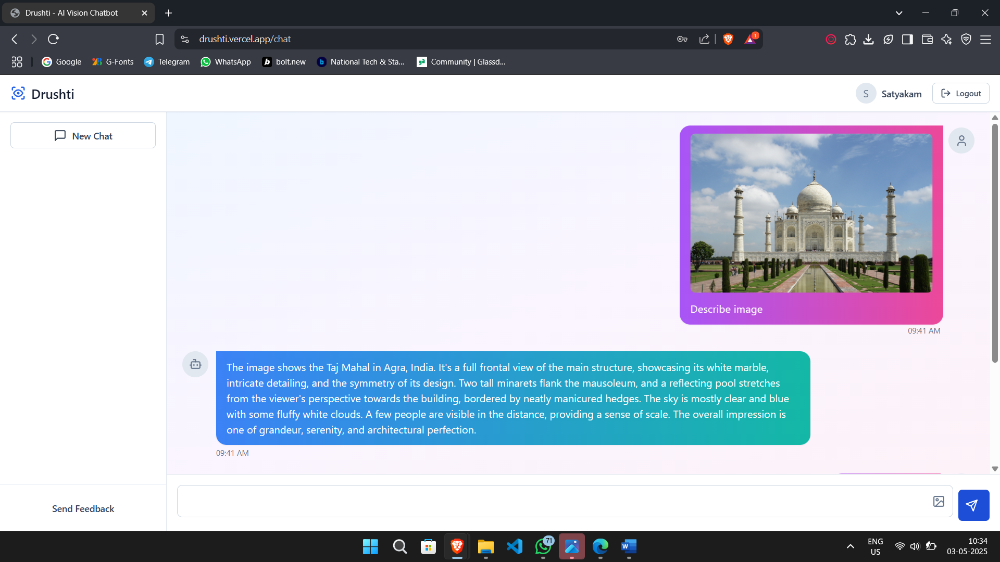 Drushti - AI Vision Chatbot
drushti.vercel.app/chat
1
Google
G-Fonts
Telegram
WhatsApp
bolt.new
National Tech & Sta...
Community | Glassd...
Drushti
S
Satyakam
Logout
New Chat
Describe image
09:41 AM
The image shows the Taj Mahal in Agra, India. It's a full frontal view of the main structure, showcasing its white marble,
intricate detailing, and the symmetry of its design. Two tall minarets flank the mausoleum, and a reflecting pool stretches
from the viewer's perspective towards the building, bordered by neatly manicured hedges. The sky is mostly clear and blue
with some fluffy white clouds. A few people are visible in the distance, providing a sense of scale. The overall impression is
one of grandeur, serenity, and architectural perfection.
09:41 AM
Send Feedback
71
ENG
US
10:34
03-05-2025